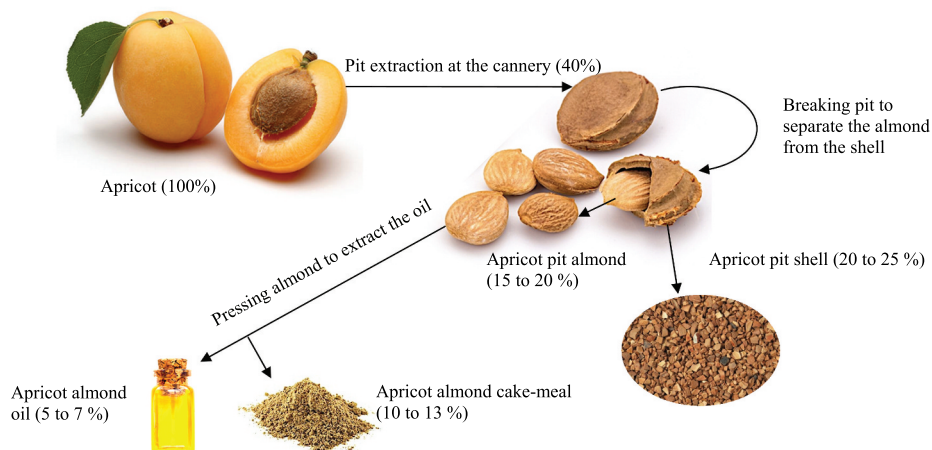 Pit extraction at the cannery (40%)
Breaking pit to
separate the almond
from the shell
Apricot (100%)
Pressing almond to extract the oil
Apricot pit almond
(15 to 20 %)
Apricot pit shell (20 to 25 %)
Apricot almond
oil (5 to 7 %)
Apricot almond cake-meal
(10 to 13 %)